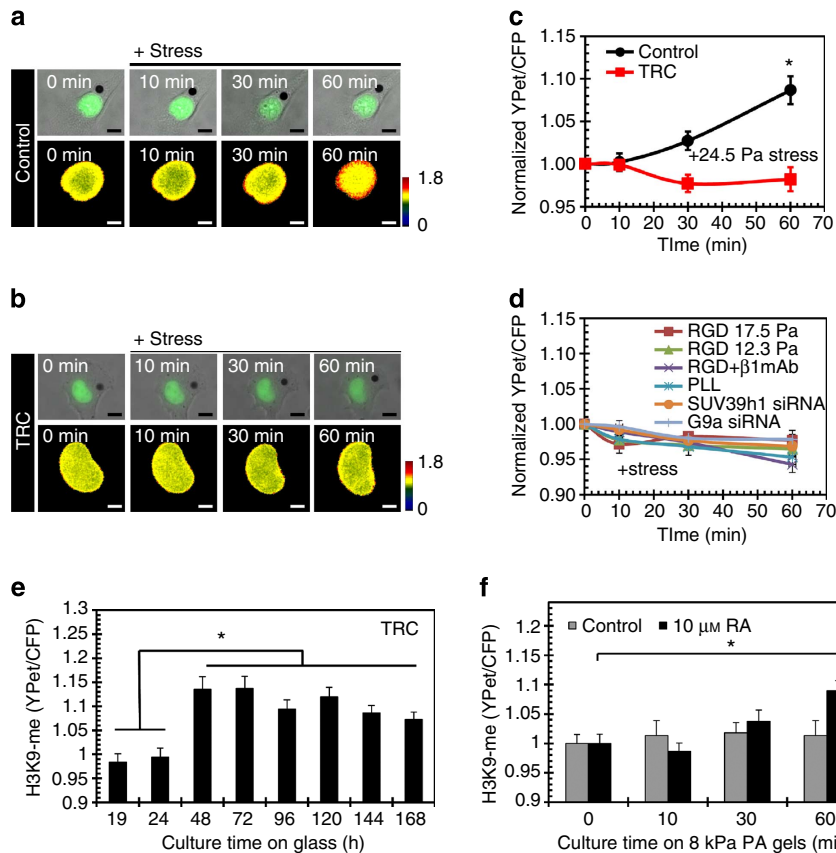 a
+ Stress
Control
0 min
10 min
30 min
60 min
0 min
10 min
30 min
60 min
1.8
0
b
+ Stress
TRC
0 min
10 min
30 min
60 min
0 min
10 min
30 min
60 min
1.8
0
c
Normalized YPet/CFP
1.15
1.10
1.05
1.00
0.95
Control
TRC
*
+24.5 Pa stress
0 10 20 30 40 50 60 70
TIme (min)
d
Normalized YPet/CFP
1.15
1.10
1.05
1.00
0.95
0.90
RGD 17.5 Pa
RGD 12.3 Pa
RGD+β1mAb
PLL
SUV39h1 siRNA
G9a siRNA
+stress
0 10 20 30 40 50 60 70
TIme (min)
e
H3K9-me (YPet/CFP)
1.3
1.25
1.2
1.15
1.1
1.05
1
0.95
0.9
TRC
*
19 24 48 72 96 120 144 168
Culture time on glass (h)
f
H3K9-me (YPet/CFP)
1.2
1.15
1.1
1.05
1
0.95
0.9
Control 10 μM RA
*
0 10 30 60
Culture time on 8 kPa PA gels (mi